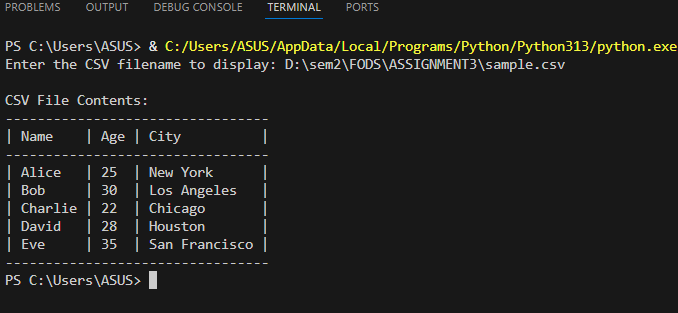 PROBLEMS OUTPUT DEBUG CONSOLE TERMINAL PORTS
PS C:\Users\ASUS> & C:/Users/ASUS/AppData/Local/Programs/Python/Python313/python.exe
Enter the CSV filename to display: D:\sem2\FODS\ASSIGNMENT3\sample.csv
CSV File Contents:
---------------------------------
| Name    | Age | City          |
---------------------------------
| Alice   | 25  | New York      |
| Bob     | 30  | Los Angeles   |
| Charlie | 22  | Chicago       |
| David   | 28  | Houston       |
| Eve     | 35  | San Francisco |
---------------------------------
PS C:\Users\ASUS>